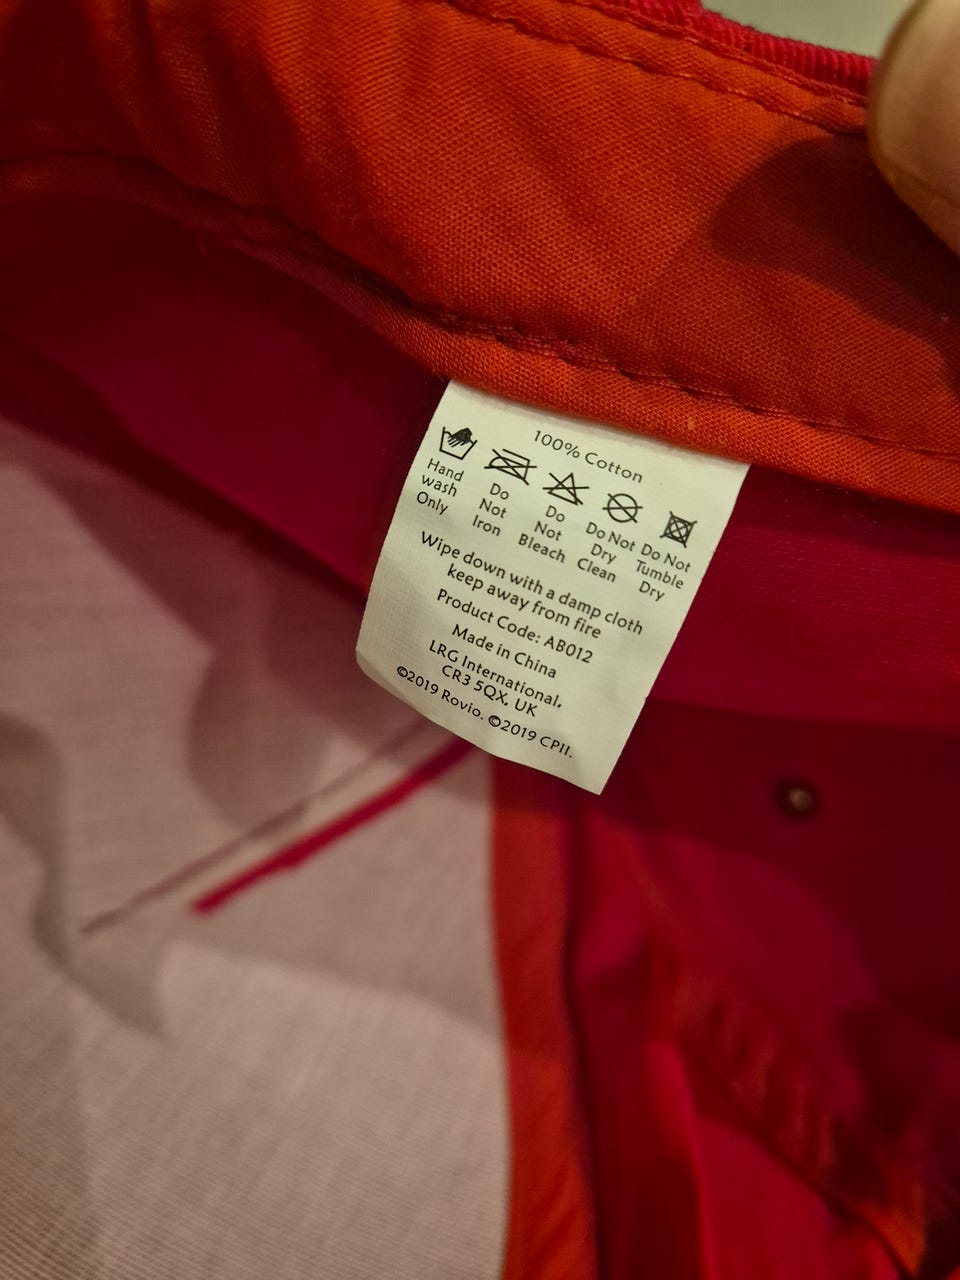 100% Cotton
Hand wash Only
Do Not Iron
Do Not Bleach
Do Not Dry Clean
Do Not Tumble Dry
Wipe down with a damp cloth
keep away from fire
Product Code: AB012
Made in China
LRG International,
CR3 5QX, UK
©2019 Rovio. ©2019 CPII.